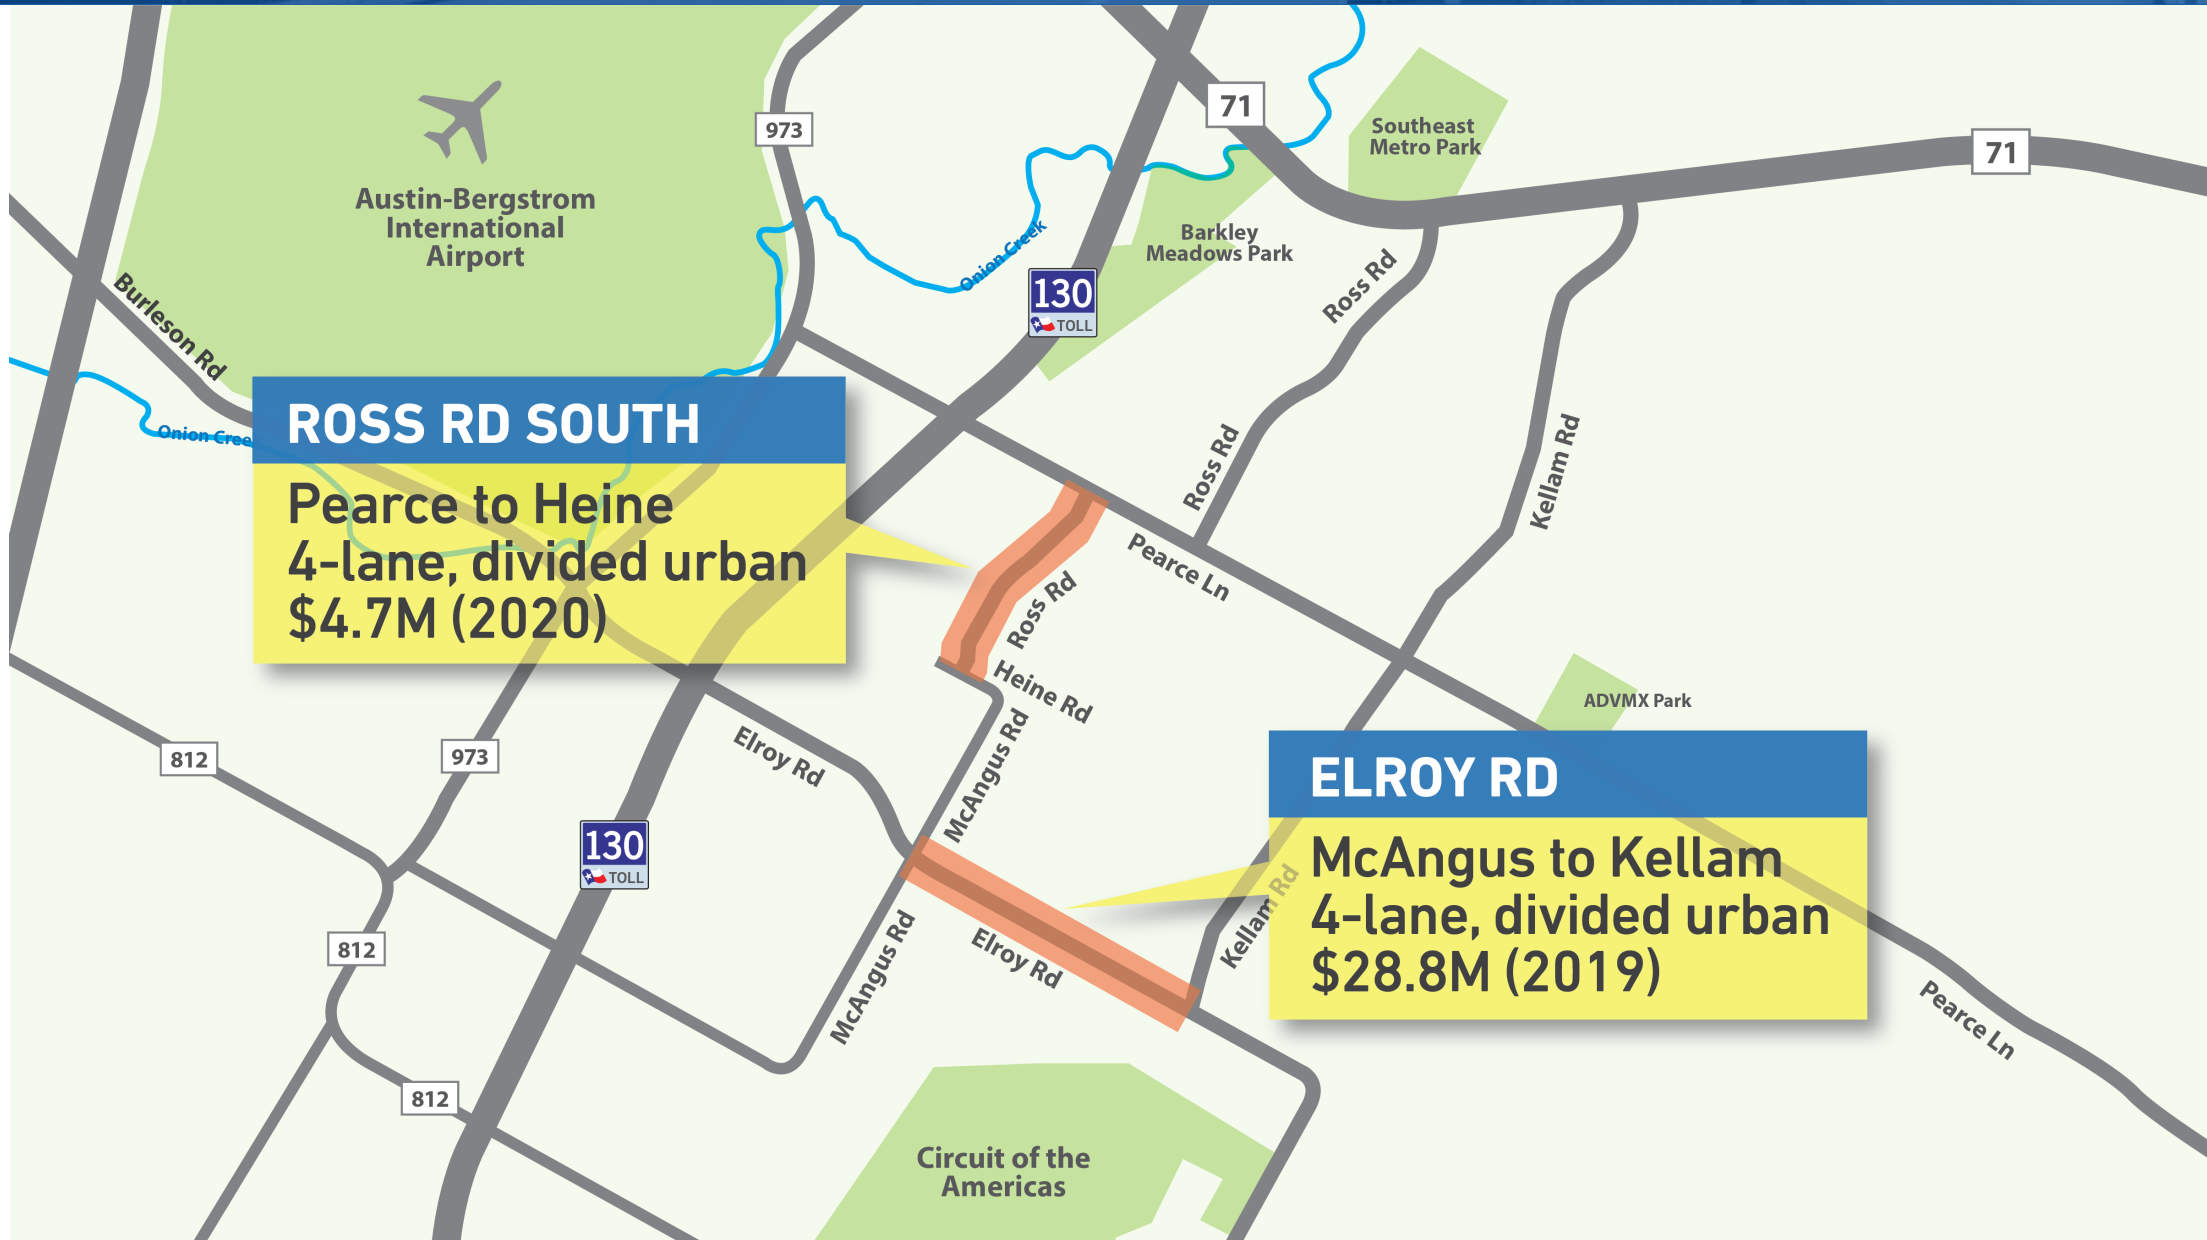 71
Southeast
Metro Park
973
71
Austin-Bergstrom
International
Airport
Onion Creek
Barkley
Meadows Park
130
TOLL
Ross Rd
Burleson Rd
Onion Cree
ROSS RD SOUTH
Pearce to Heine
4-lane, divided urban
$4.7M (2020)
Ross Rd
Kellam Rd
Pearce Ln
Ross Rd
Heine Rd
ADVMX Park
McAngus Rd
Elroy Rd
812
973
ELROY RD
McAngus to Kellam
4-lane, divided urban
$28.8M (2019)
130
TOLL
Kellam Rd
812
McAngus Rd
Elroy Rd
Pearce Ln
812
Circuit of the
Americas